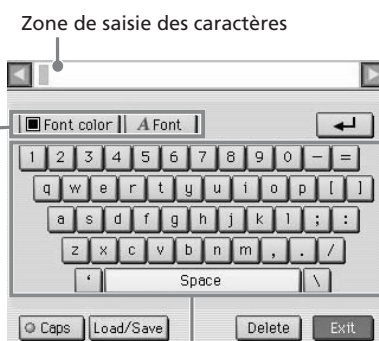 Zone de saisie des caractères
Font color A Font
1 2 3 4 5 6 7 8 9 0 - =
q w e r t y u i o p [ ]
a s d f g h j k l ; :
z x c v b n m , . /
‘ Space \
Caps Load/Save Delete Exit